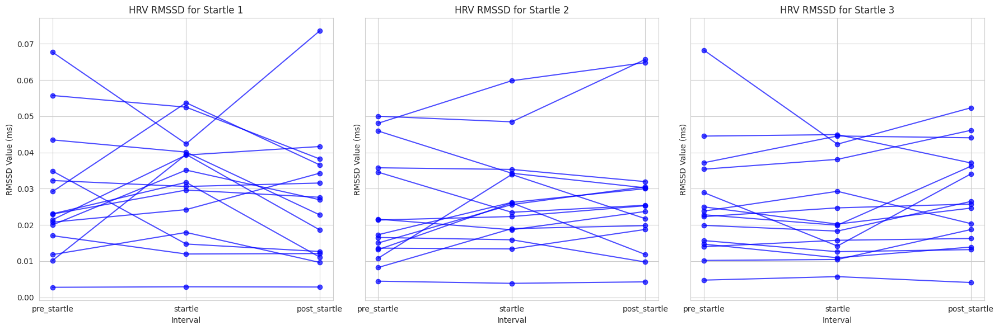 HRV RMSSD for Startle 1
HRV RMSSD for Startle 2
HRV RMSSD for Startle 3
RMSSD Value (ms)
0.07
0.06
0.05
0.04
0.03
0.02
0.01
0.00
pre_startle
startle
post_startle
Interval
RMSSD Value (ms)
pre_startle
startle
post_startle
Interval
RMSSD Value (ms)
pre_startle
startle
post_startle
Interval